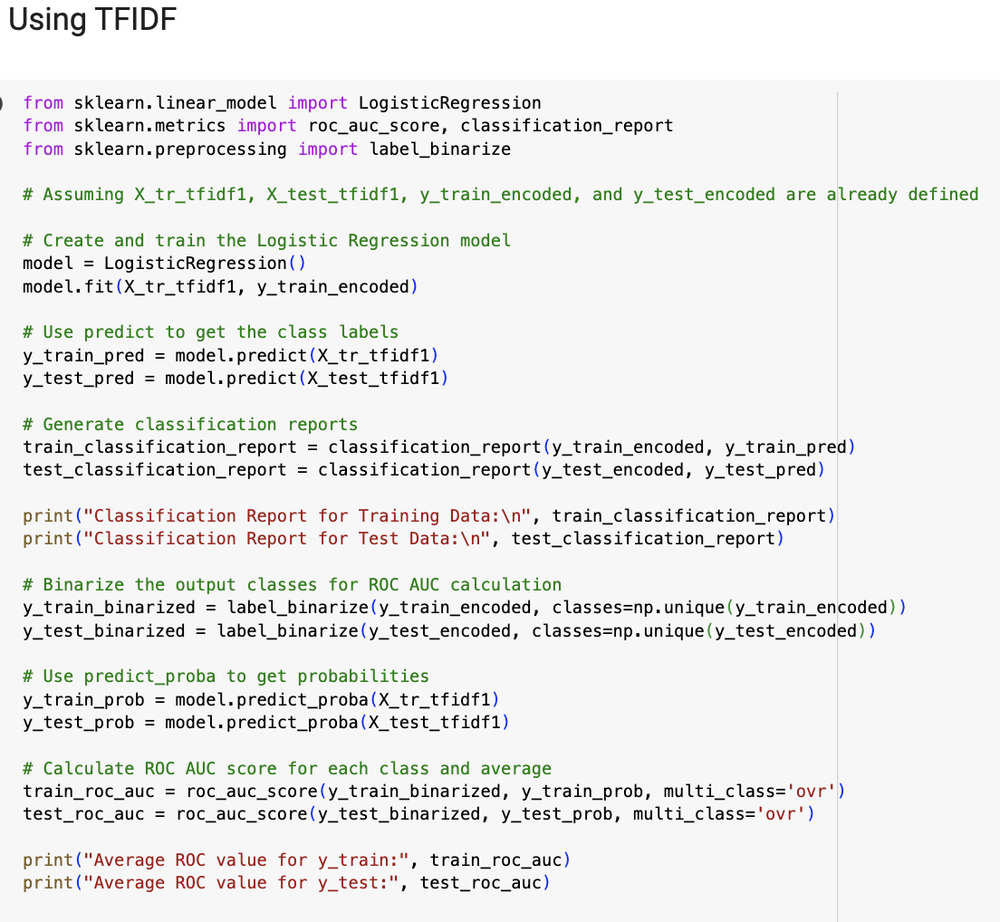 Using TFIDF
from sklearn.linear_model import LogisticRegression
from sklearn.metrics import roc_auc_score, classification_report
from sklearn.preprocessing import label_binarize
# Assuming X_tr_tfidf1, X_test_tfidf1, y_train_encoded, and y_test_encoded are already defined
# Create and train the Logistic Regression model
model = LogisticRegression()
model.fit(X_tr_tfidf1, y_train_encoded)
# Use predict to get the class labels
y_train_pred = model.predict(X_tr_tfidf1)
y_test_pred = model.predict(X_test_tfidf1)
# Generate classification reports
train_classification_report = classification_report(y_train_encoded, y_train_pred)
test_classification_report = classification_report(y_test_encoded, y_test_pred)
print("Classification Report for Training Data:\n", train_classification_report)
print("Classification Report for Test Data:\n", test_classification_report)
# Binarize the output classes for ROC AUC calculation
y_train_binarized = label_binarize(y_train_encoded, classes=np.unique(y_train_encoded))
y_test_binarized = label_binarize(y_test_encoded, classes=np.unique(y_test_encoded))
# Use predict_proba to get probabilities
y_train_prob = model.predict_proba(X_tr_tfidf1)
y_test_prob = model.predict_proba(X_test_tfidf1)
# Calculate ROC AUC score for each class and average
train_roc_auc = roc_auc_score(y_train_binarized, y_train_prob, multi_class='ovr')
test_roc_auc = roc_auc_score(y_test_binarized, y_test_prob, multi_class='ovr')
print("Average ROC value for y_train:", train_roc_auc)
print("Average ROC value for y_test:", test_roc_auc)